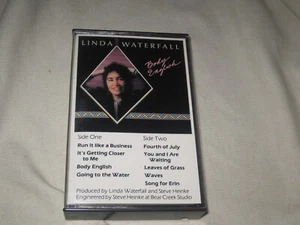 LINDA WATERFALL
Body English
Side One
Run it like a Business
It's Getting Closer
to Me
Body English
Going to the Water
Side Two
Fourth of July
You and I Are
Waiting
Leaves of Grass
Waves
Song for Erin
Produced by Linda Waterfall and Steve Heinke
Engineered by Steve Heinke at Bear Creek Studio